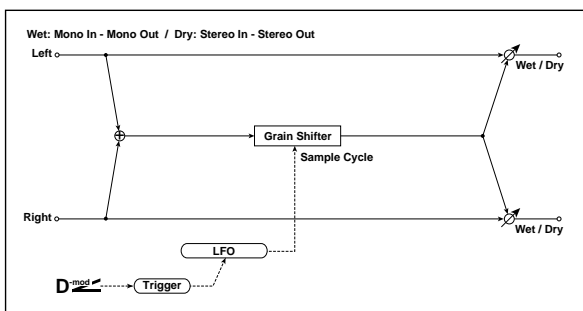 Wet: Mono In - Mono Out / Dry: Stereo In - Stereo Out
Left
Wet / Dry
Grain Shifter
Sample Cycle
Right
Wet / Dry
LFO
D-mod
Trigger